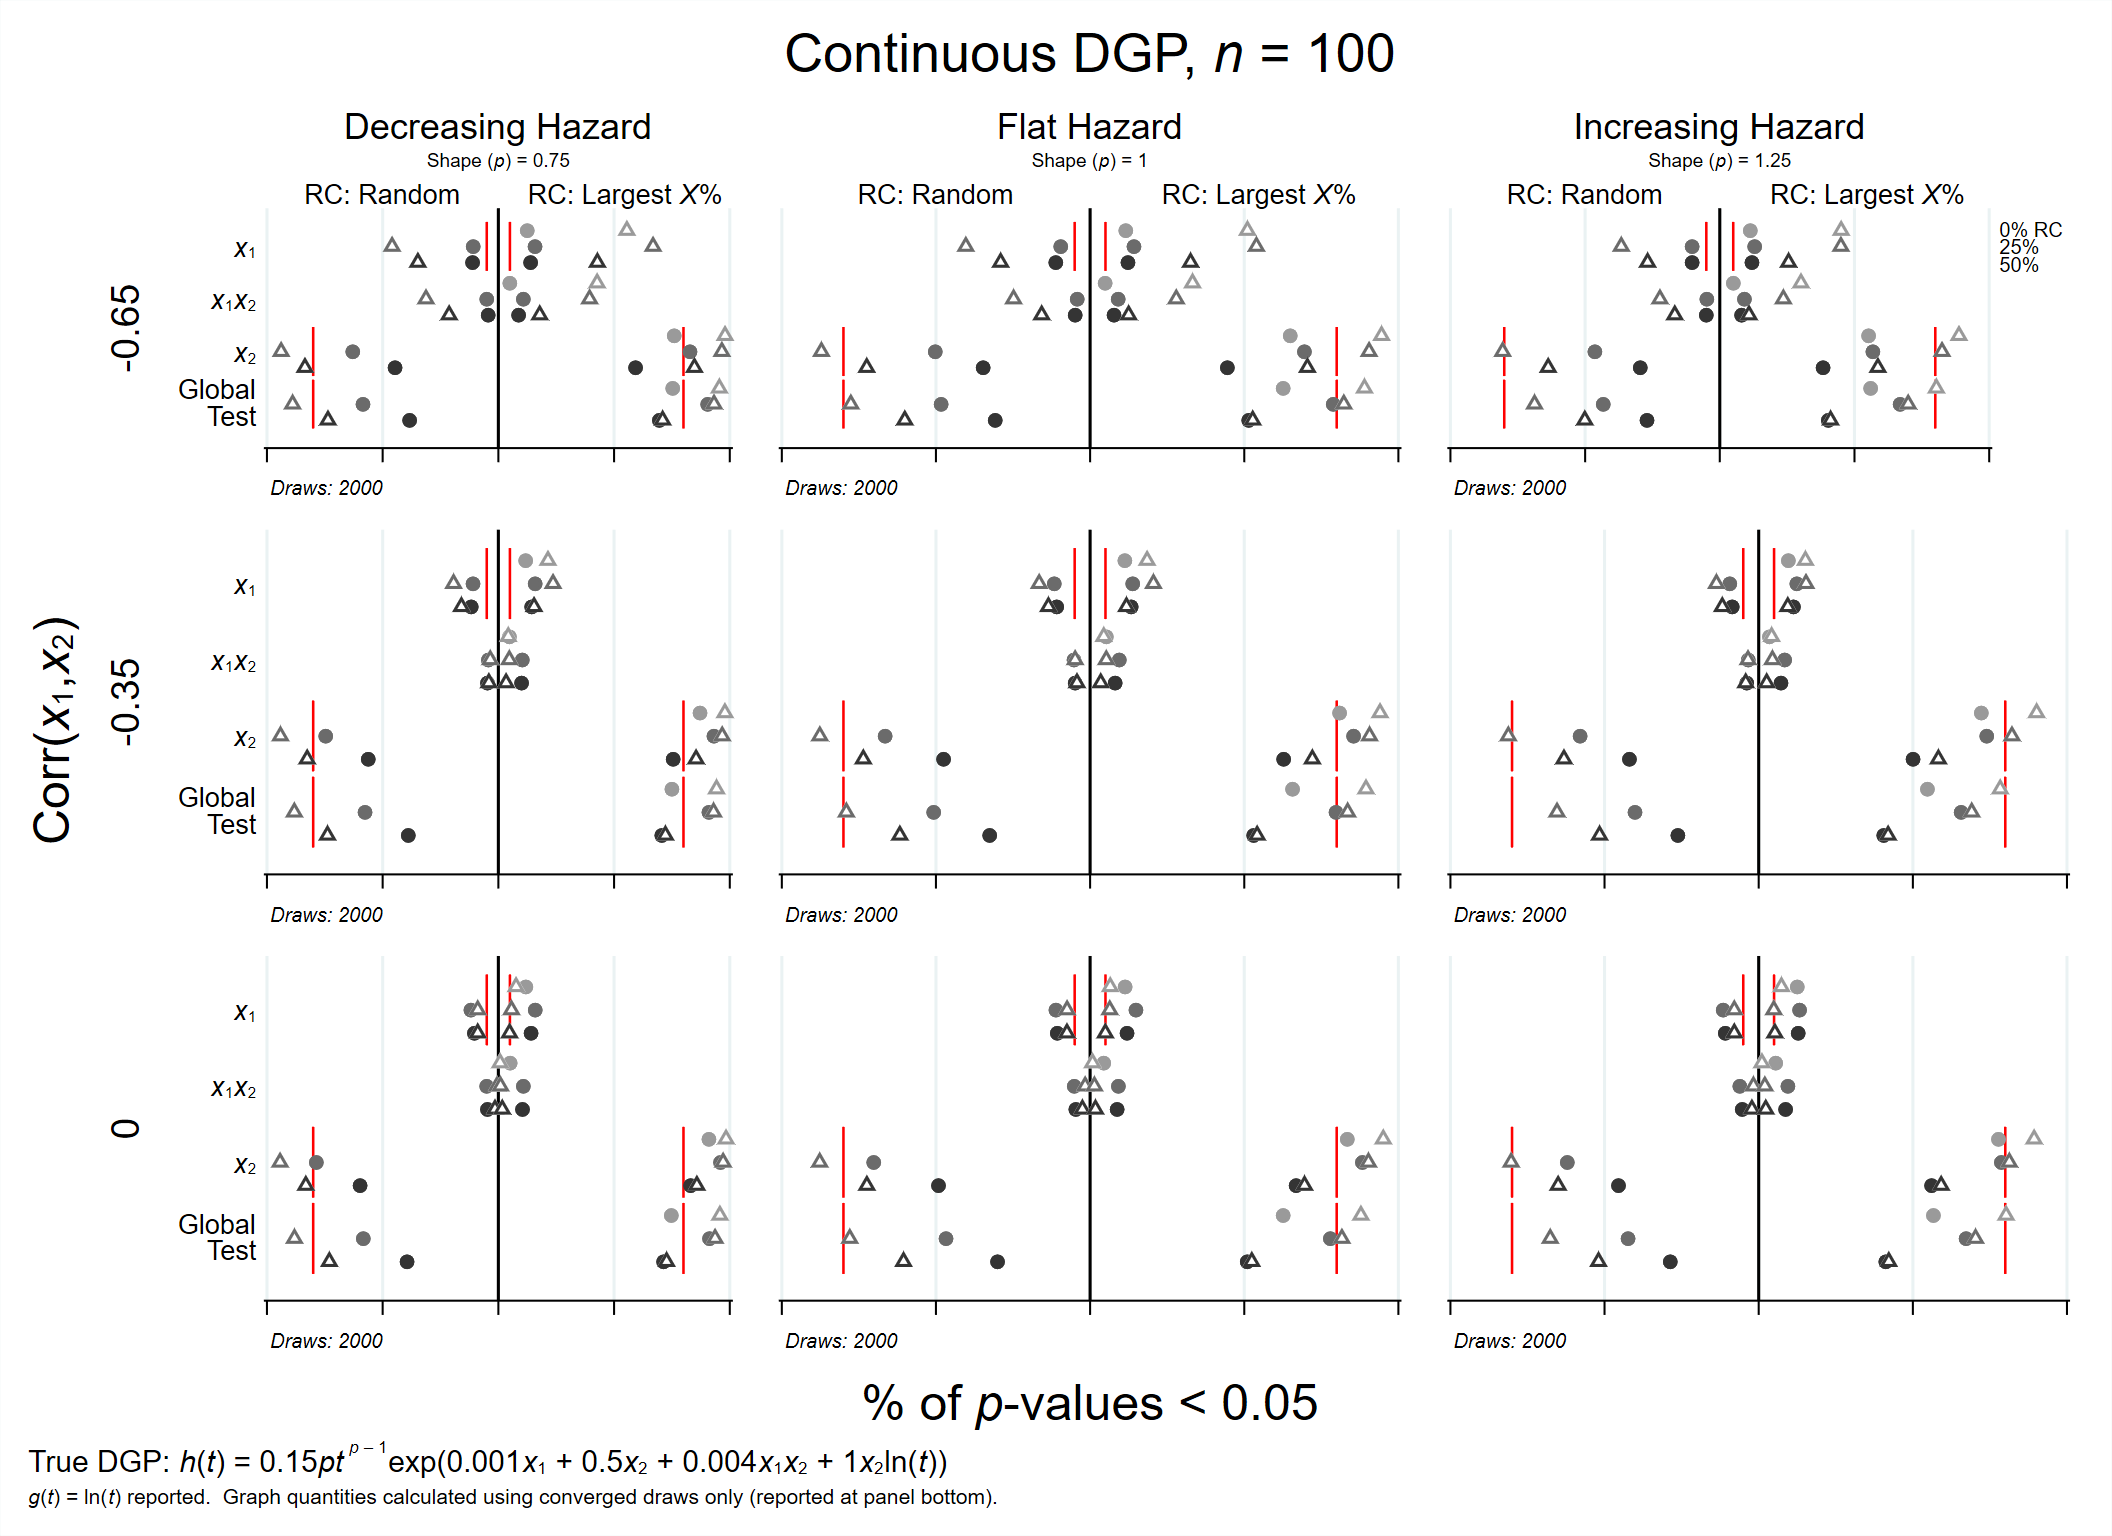 Continuous DGP, n = 100
Decreasing Hazard Flat Hazard Increasing Hazard
Shape (p) = 0.75 Shape (p) = 1 Shape (p) = 1.25
RC: Random RC: Largest X% RC: Random RC: Largest X% RC: Random RC: Largest X%
0% RC
25%
50%
Corr(x₁,x₂)
-0.65
x₁
x₁x₂
x₂
Global
Test
Draws: 2000 Draws: 2000 Draws: 2000
-0.35
x₁
x₁x₂
x₂
Global
Test
Draws: 2000 Draws: 2000 Draws: 2000
0
x₁
x₁x₂
x₂
Global
Test
Draws: 2000 Draws: 2000 Draws: 2000
% of p-values < 0.05
True DGP: h(t) = 0.15pt^(p – 1) exp(0.001x₁ + 0.5x₂ + 0.004x₁x₂ + 1x₂ln(t))
g(t) = ln(t) reported. Graph quantities calculated using converged draws only (reported at panel bottom).